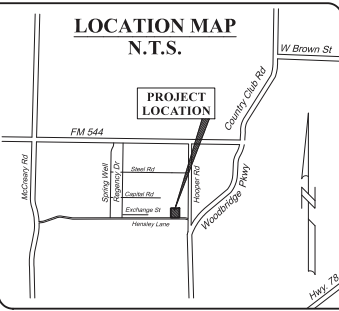 LOCATION MAP
N.T.S.
W Brown St
Country Club Rd
PROJECT
LOCATION
FM 544
McCreary Rd
Spring Well
Regency Dr
Steel Rd
Hooper Rd
Woodbridge Pkwy
Capital Rd
Exchange St
Hensley Lane
N
Hwy. 78